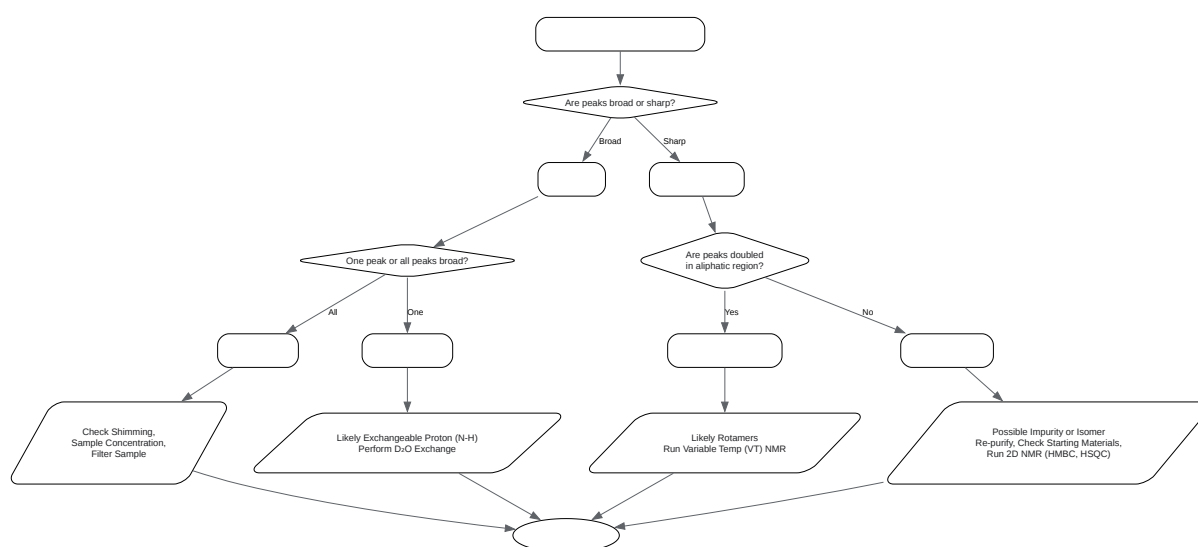 Are peaks broad or sharp?
Broad
Sharp
One peak or all peaks broad?
Are peaks doubled
in aliphatic region?
All
One
Yes
No
Check Shimming,
Sample Concentration,
Filter Sample
Likely Exchangeable Proton (N-H)
Perform D₂O Exchange
Likely Rotamers
Run Variable Temp (VT) NMR
Possible Impurity or Isomer
Re-purify, Check Starting Materials,
Run 2D NMR (HMBC, HSQC)